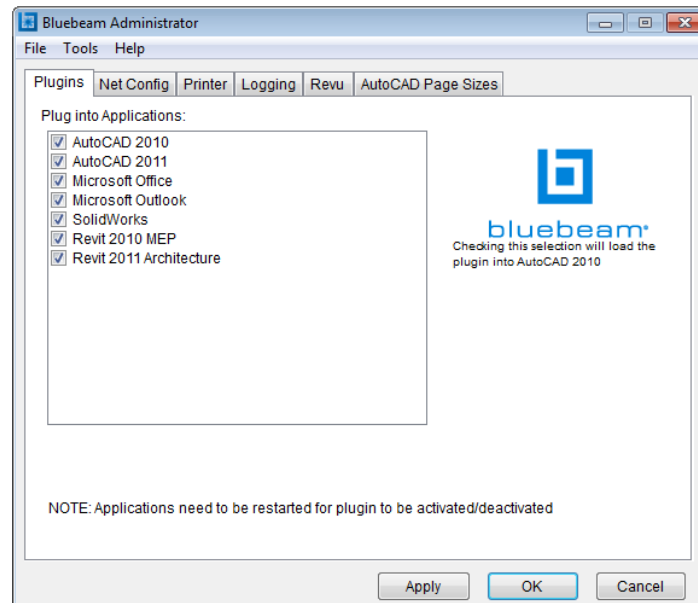 Bluebeam Administrator
File Tools Help
Plugins Net Config Printer Logging Revu AutoCAD Page Sizes
Plug into Applications:
AutoCAD 2010
AutoCAD 2011
Microsoft Office
Microsoft Outlook
SolidWorks
Revit 2010 MEP
Revit 2011 Architecture
bluebeam®
Checking this selection will load the
plugin into AutoCAD 2010
NOTE: Applications need to be restarted for plugin to be activated/deactivated
Apply OK Cancel